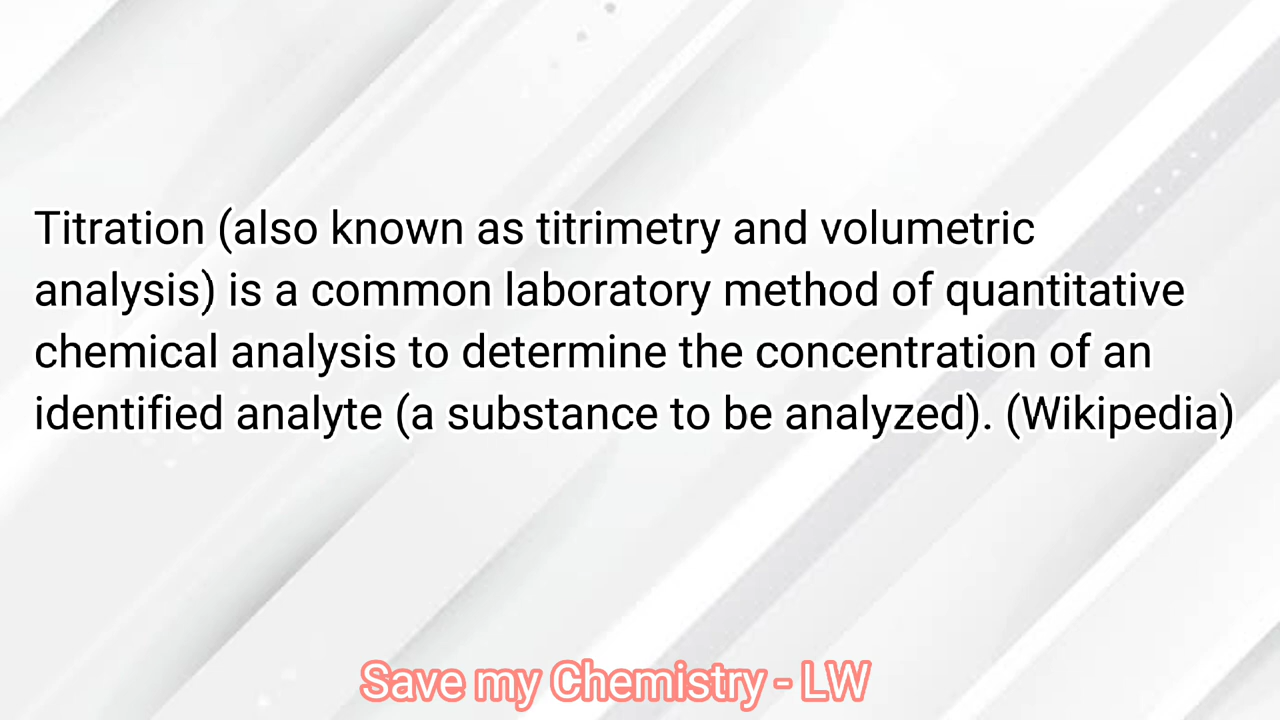 Titration (also known as titrimetry and volumetric
analysis) is a common laboratory method of quantitative
chemical analysis to determine the concentration of an
identified analyte (a substance to be analyzed). (Wikipedia)
Save my Chemistry - LW